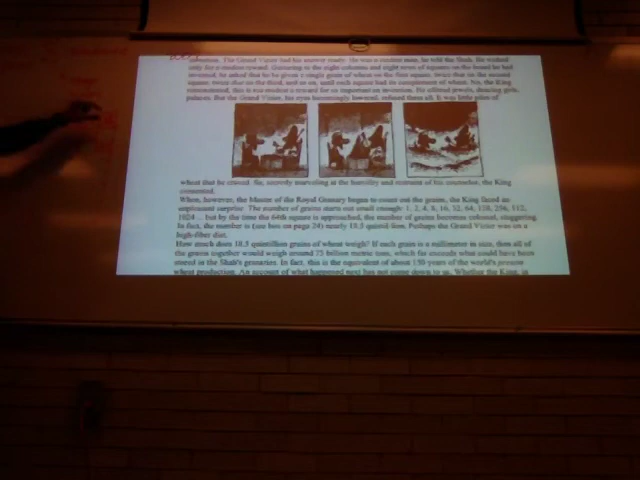 invention. The Grand Vizier had his answer ready. He was a modest man, he told the Shah. He wished
only for a modest reward. Gesturing to the eight columns and eight rows of squares on the board he had
invented, he asked that he be given a single grain of wheat on the first square, twice that on the second
square, twice that on the third, and so on, until each square had its complement of wheat. No, the King
remonstrated, this is too modest a reward for so important an invention. He offered jewels, dancing girls,
palaces. But the Grand Vizier, his eyes becomingly lowered, refused them all. It was little piles of
wheat that he craved. So, secretly marveling at the humility and restraint of his counselor, the King
consented.
When, however, the Master of the Royal Granary began to count out the grains, the King faced an
unpleasant surprise. The number of grains starts out small enough: 1, 2, 4, 8, 16, 32, 64, 128, 256, 512,
1024 ... but by the time the 64th square is approached, the number of grains becomes colossal, staggering.
In fact, the number is (see box on page 24) nearly 18.5 quintillion. Perhaps the Grand Vizier was on a
high-fiber diet.
How much does 18.5 quintillion grains of wheat weigh? If each grain is a millimeter in size, then all of
the grains together would weigh around 75 billion metric tons, which far exceeds what could have been
stored in the Shah's granaries. In fact, this is the equivalent of about 150 years of the world's present
wheat production. An account of what happened next has not come down to us. Whether the King, in